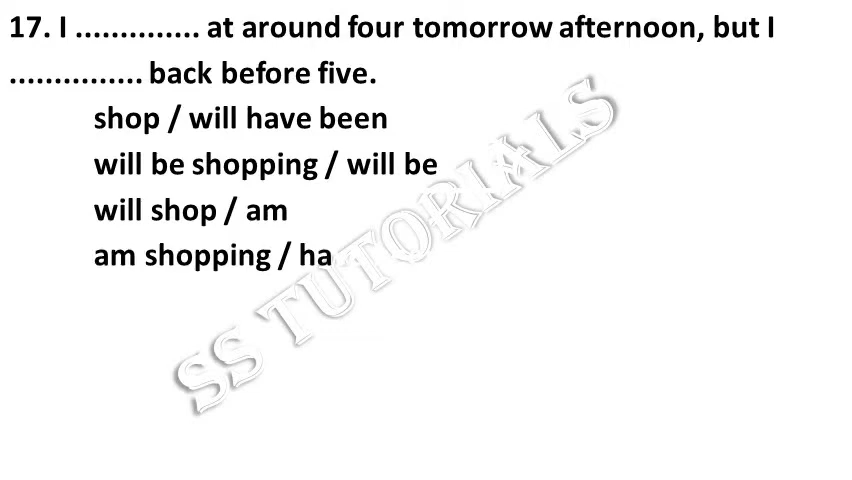 17. I .............. at around four tomorrow afternoon, but I
............... back before five.
shop / will have been
will be shopping / will be
will shop / am
am shopping / ha
SS TUTORIALS